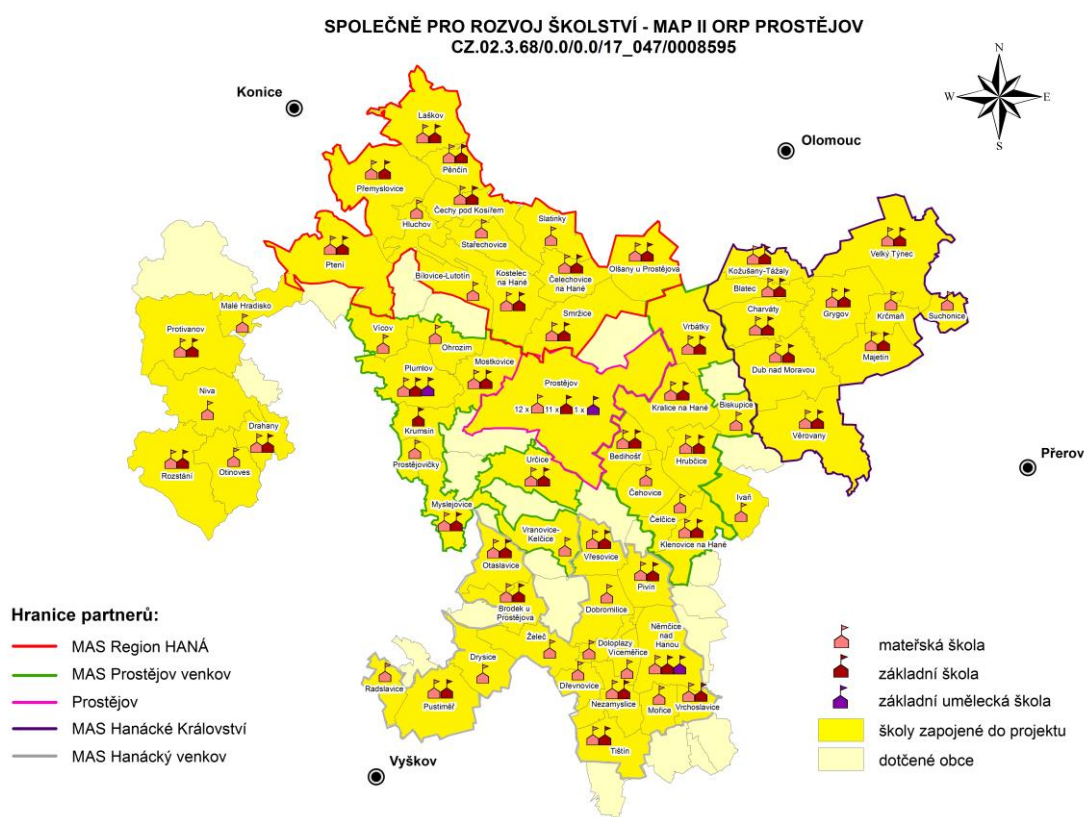 SPOLEČNĚ PRO ROZVOJ ŠKOLSTVÍ - MAP II ORP PROSTĚJOV
CZ.02.3.68/0.0/0.0/17_047/0008595
N
W
E
S
Konice
Olomouc
Přerov
Vyškov
Laškov
Pěnčín
Přemyslovice
Čechy pod Kosířem
Hluchov
Stařechovice
Slatinky
Ptení
Bílovice-Lutotín
Kostelec
na Hané
Čelechovice
na Hané
Olšany u Prostějova
Smržice
Kožušany-Tážaly
Velký Týnec
Blatec
Charváty
Grygov
Krčmaň
Suchonice
Majetín
Dub nad Moravou
Věrovany
Malé Hradisko
Protivanov
Niva
Drahany
Rozstání
Otinoves
Vícov
Ohrozim
Mostkovice
Plumlov
Krumsín
Prostějovičky
Myslejovice
Prostějov
12 x
11 x
1 x
Vrbátky
Kralice na Hané
Biskupice
Bedihošť
Hrubčice
Určice
Čehovice
Čelčice
Ivaň
Klenovice na Hané
Vranovice-
Kelčice
Vřesovice
Otaslavice
Pivín
Brodek u
Prostějova
Dobromilice
Želeč
Doloplazy
Víceměřice
Němčice
nad
Hanou
Drysice
Radslavice
Pustiměř
Dřevnovice
Nezamyslice
Mořice
Vrchoslavice
Tištín
Hranice partnerů:
MAS Region HANÁ
MAS Prostějov venkov
Prostějov
MAS Hanácké Království
MAS Hanácký venkov
mateřská škola
základní škola
základní umělecká škola
školy zapojené do projektu
dotčené obce